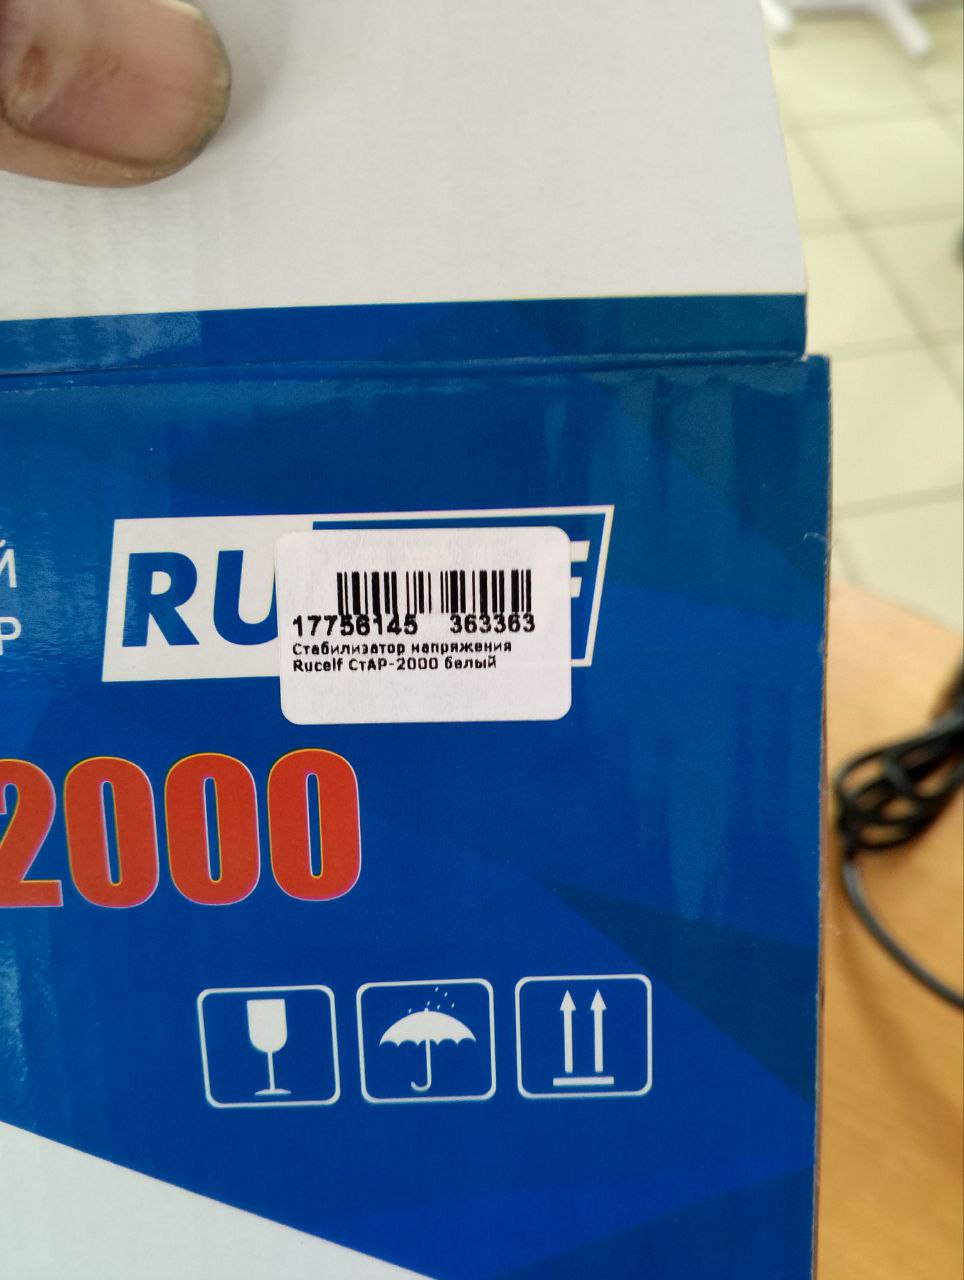 Й
Р
RU
F
17756145 363363
Стабилизатор напряжения
Rucelf СтАР-2000 белый
2000